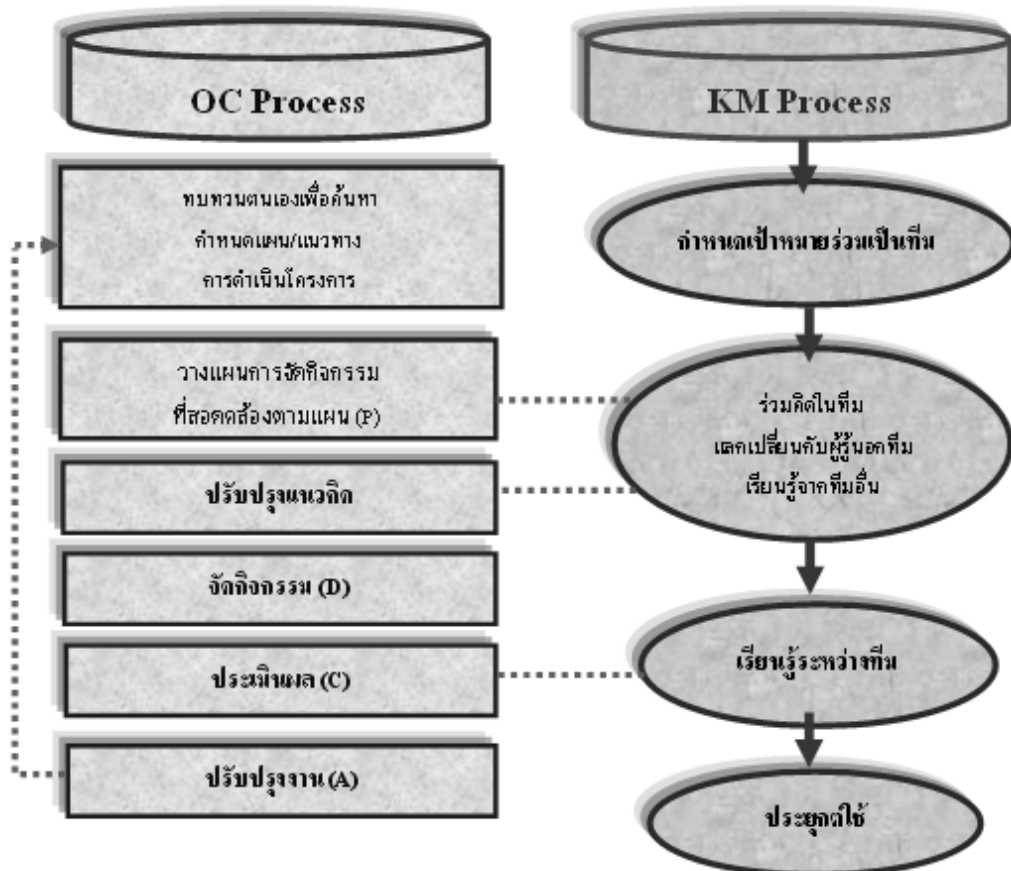 OC Process
ทบทวนตนเองเพื่อค้นหา
กำหนดแผน/แนวทาง
การดำเนินโครงการ
วางแผนการจัดกิจกรรม
ที่สอดคล้องตามแผน (P)
ปรับปรุงแนวคิด
จัดกิจกรรม (D)
ประเมินผล (C)
ปรับปรุงงาน (A)
KM Process
กำหนดเป้าหมายร่วมเป็นทีม
ร่วมคิดในทีม
แลกเปลี่ยนกับผู้รู้นอกทีม
เรียนรู้จากทีมอื่น
เรียนรู้ระหว่างทีม
ประยุกต์ใช้